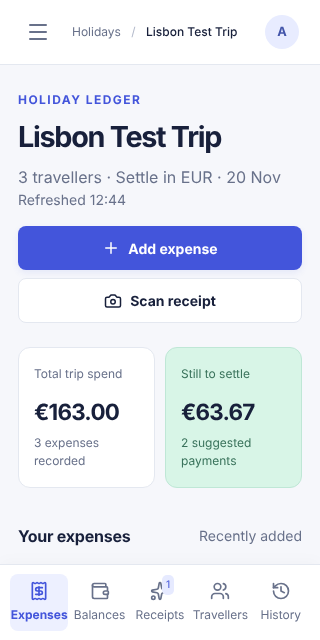 Holidays / Lisbon Test Trip
A
HOLIDAY LEDGER
Lisbon Test Trip
3 travellers · Settle in EUR · 20 Nov
Refreshed 12:44
Add expense
Scan receipt
Total trip spend
€163.00
3 expenses
recorded
Still to settle
€63.67
2 suggested
payments
Your expenses
Recently added
1
Expenses
Balances
Receipts
Travellers
History